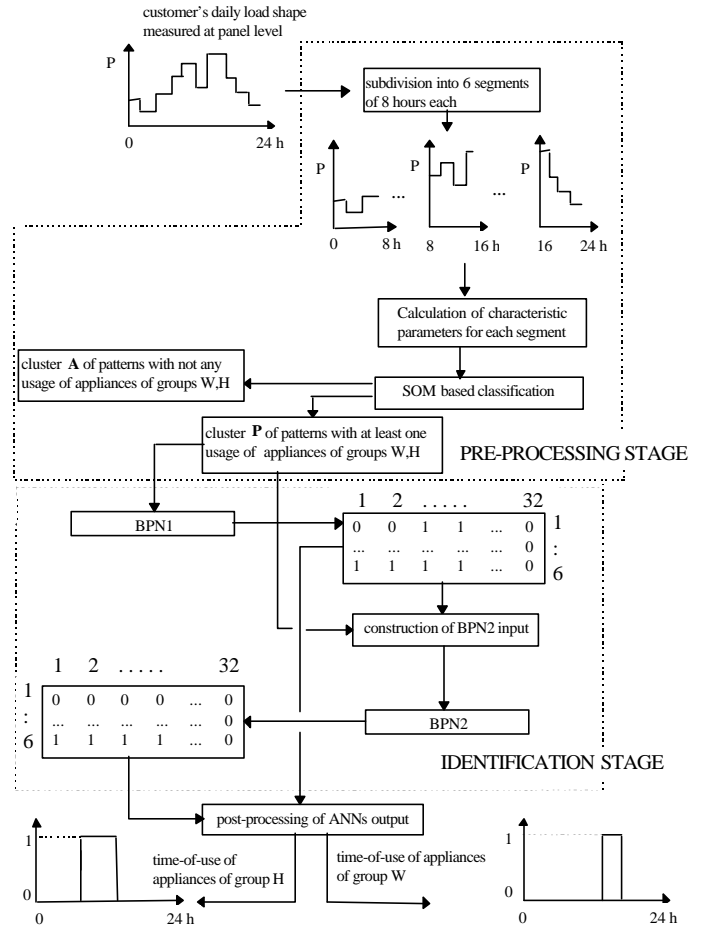 customer's daily load shape
measured at panel level
P
0
24 h
subdivision into 6 segments
of 8 hours each
P
...
0
8 h
P
...
8
16 h
P
16
24 h
Calculation of characteristic
parameters for each segment
SOM based classification
cluster A of patterns with not any
usage of appliances of groups W,H
cluster P of patterns with at least one
usage of appliances of groups W,H
PRE-PROCESSING STAGE
BPN1
1 2 ..... 32
0 0 1 1 ... 0
... ... ... ... 0
1 1 1 1 ... 0
1
:
6
construction of BPN2 input
1 2 ..... 32
1
:
6
0 0 0 0 ... 0
... ... ... ... 0
1 1 1 1 ... 0
BPN2
IDENTIFICATION STAGE
post-processing of ANNs output
1
0
0
24 h
time-of-use of
appliances of group H
time-of-use of appliances
of group W
1
0
0
24 h